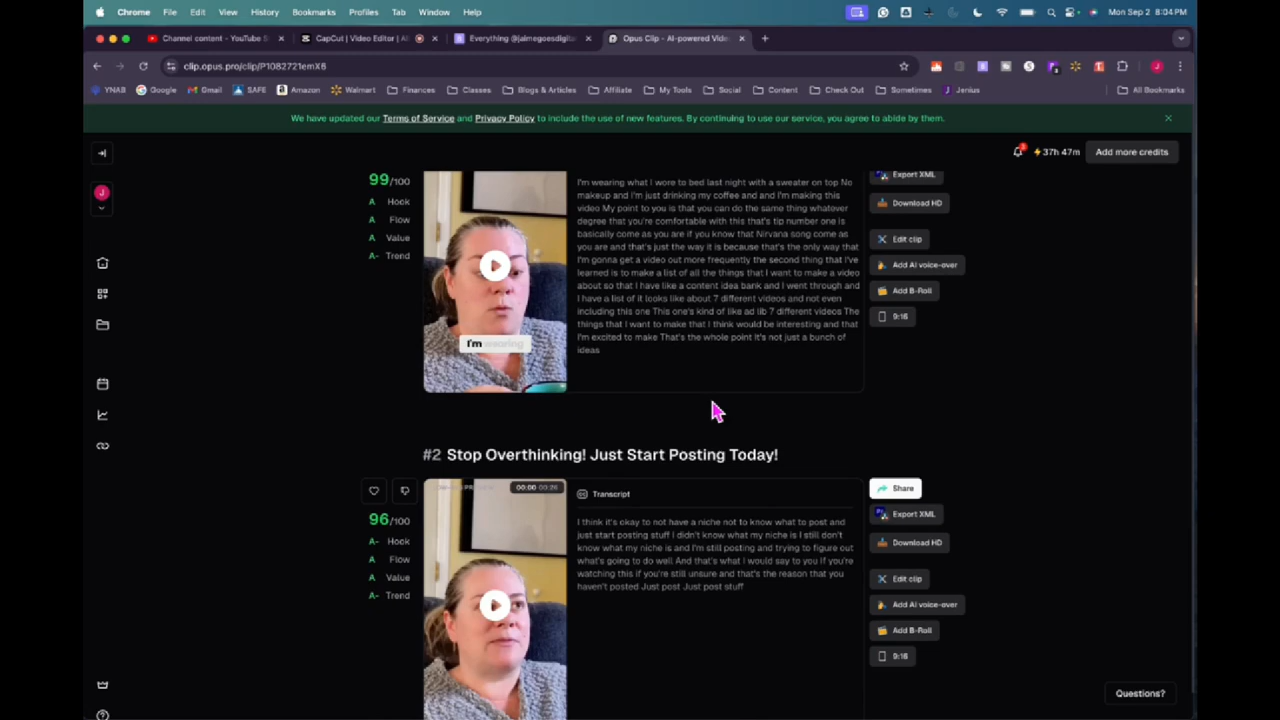 Chrome File Edit View History Bookmarks Profiles Tab Window Help Mon Sep 2 8:04PM
Channel content - YouTube S CapCut | Video Editor | All Everything @jaimegoesdigital Opus Clip - AI-powered Vide
clip.opus.pro/clip/P1082721emX6
YNAB Google Gmail SAFE Amazon Walmart Finances Classes Blogs & Articles Affiliate My Tools Social Content Check Out Sometimes Jenius All Bookmarks
We have updated our Terms of Service and Privacy Policy to include the use of new features. By continuing to use our service, you agree to abide by them.
3
37h 47m
Add more credits
J
99/100
A Hook
A Flow
A Value
A Trend
I'm wearing
I'm wearing what I wore to bed last night with a sweater on top No
makeup and I'm just drinking my coffee and and I'm making this
video My point to you is that you can do the same thing whatever
degree that you're comfortable with this that's tip number one is
basically come as you are if you know that Nirvana song come as
you are and that's just the way it is because that's the only way that
I'm gonna get a video out more frequently the second thing that I've
learned is to make a list of all the things that I want to make a video
about so that I have like a content idea bank and I went through and
I have a list of it looks like about 7 different videos and not even
including this one This one's kind of like ad lib 7 different videos The
things that I want to make that I think would be interesting and that
I'm excited to make That's the whole point It's not just a bunch of
ideas
Export XML
Download HD
Edit clip
Add AI voice-over
Add B-Roll
9:16
#2 Stop Overthinking! Just Start Posting Today!
96/100
A- Hook
A Flow
A Value
A- Trend
00:00 00:26
Transcript
I think it's okay to not have a niche not to know what to post and
just start posting stuff I didn't know what my niche is I still don't
know what my niche is and I'm still posting and trying to figure out
what's going to do well And that's what I would say to you If you're
watching this if you're still unsure and that's the reason that you
haven't posted Just post Just post stuff
Share
Export XML
Download HD
Edit clip
Add AI voice-over
Add B-Roll
9:16
Questions?